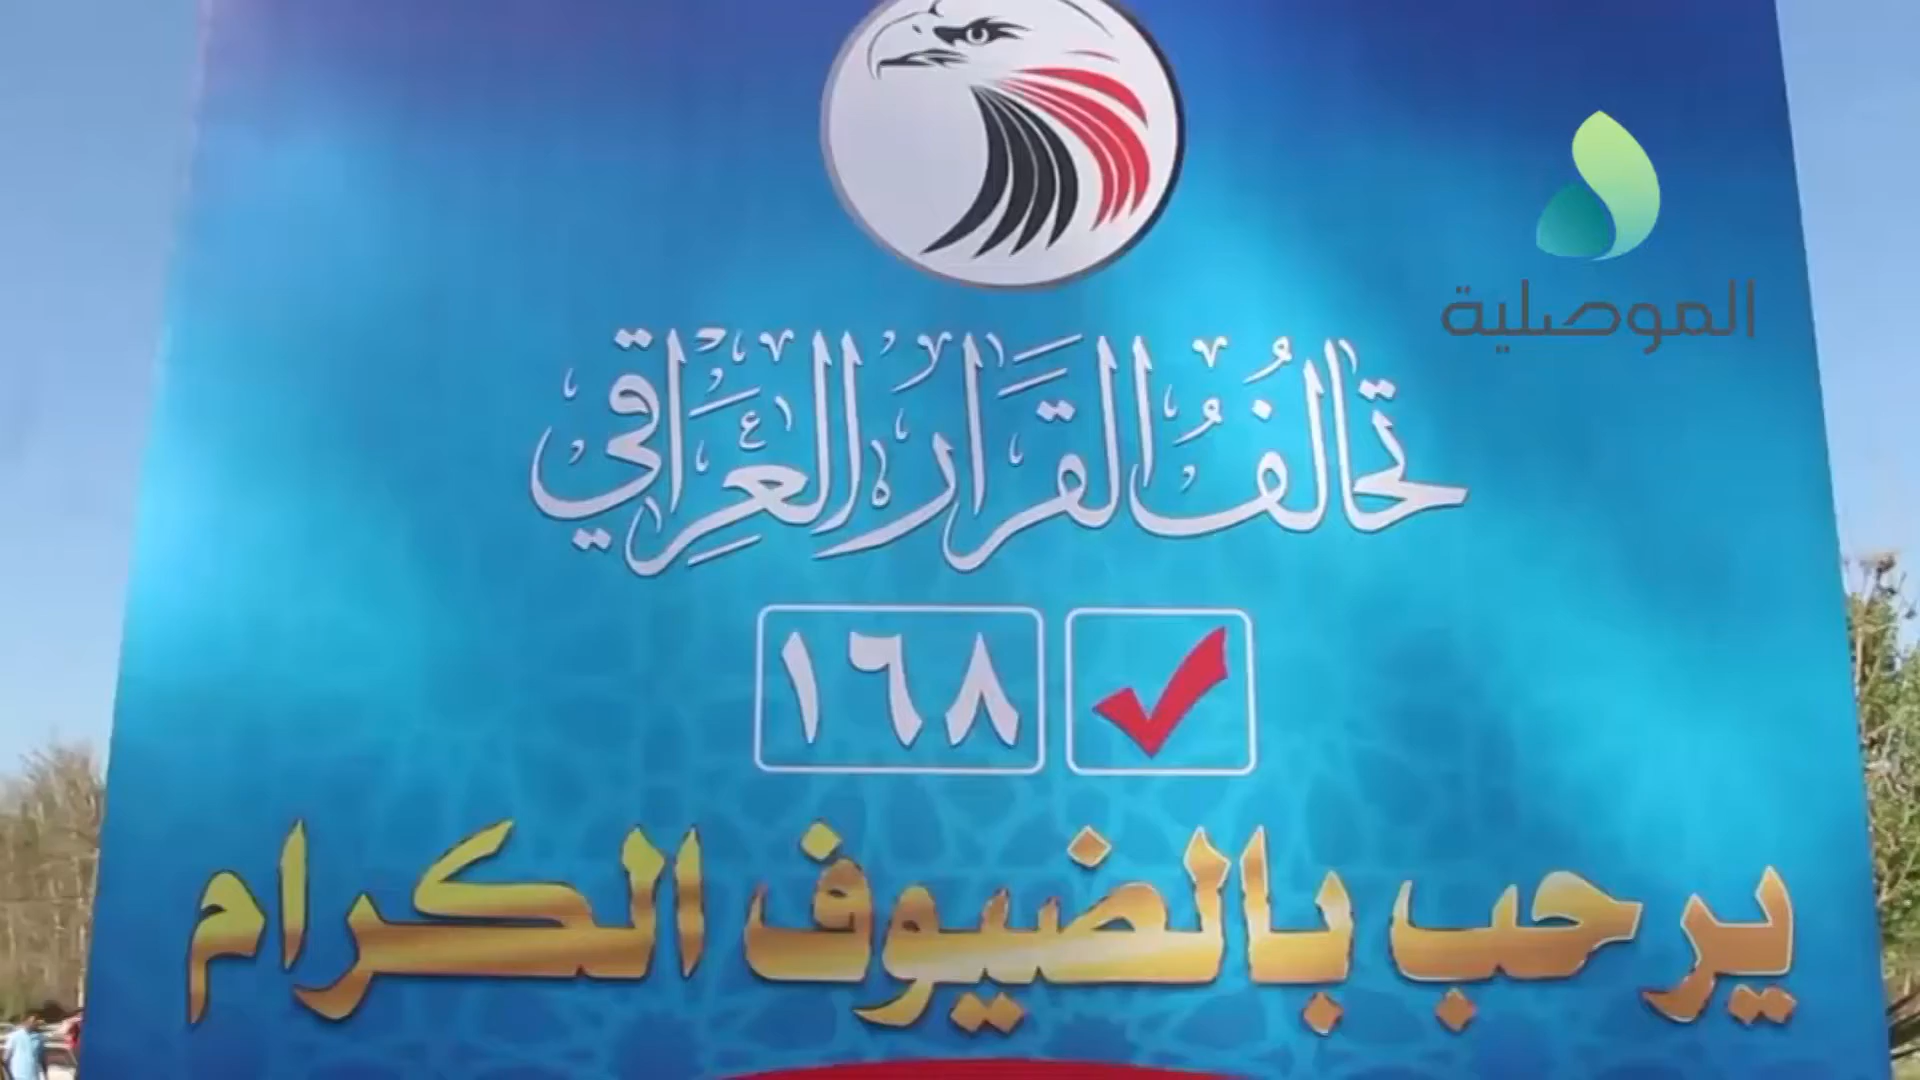 الموصلية
تحالف القرار العراقي
١٦٨
يرحب بالضيوف الكرام